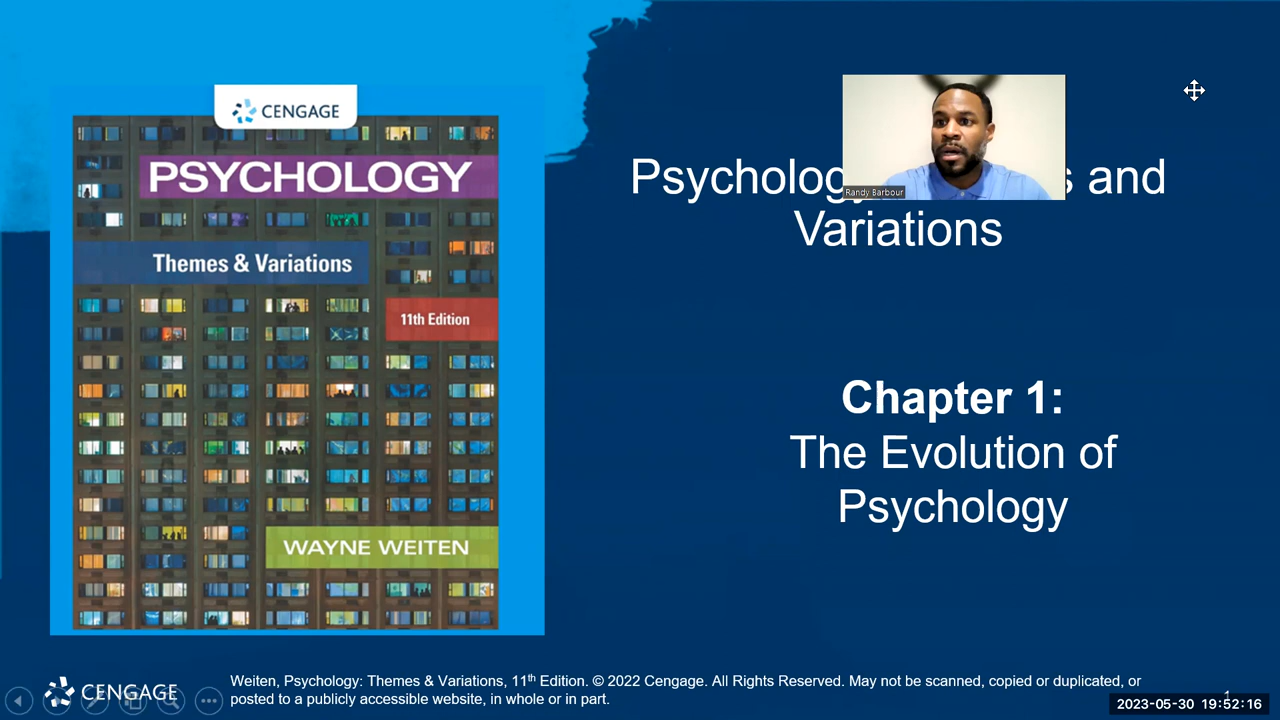 CENGAGE
PSYCHOLOGY
Themes & Variations
11th Edition
WAYNE WEITEN
Randy Barbour
Psycholog s and
Variations
Chapter 1:
The Evolution of
Psychology
CENGAGE
Weiten, Psychology: Themes & Variations, 11th Edition. © 2022 Cengage. All Rights Reserved. May not be scanned, copied or duplicated, or
posted to a publicly accessible website, in whole or in part.
1
2023-05-30 19:52:16